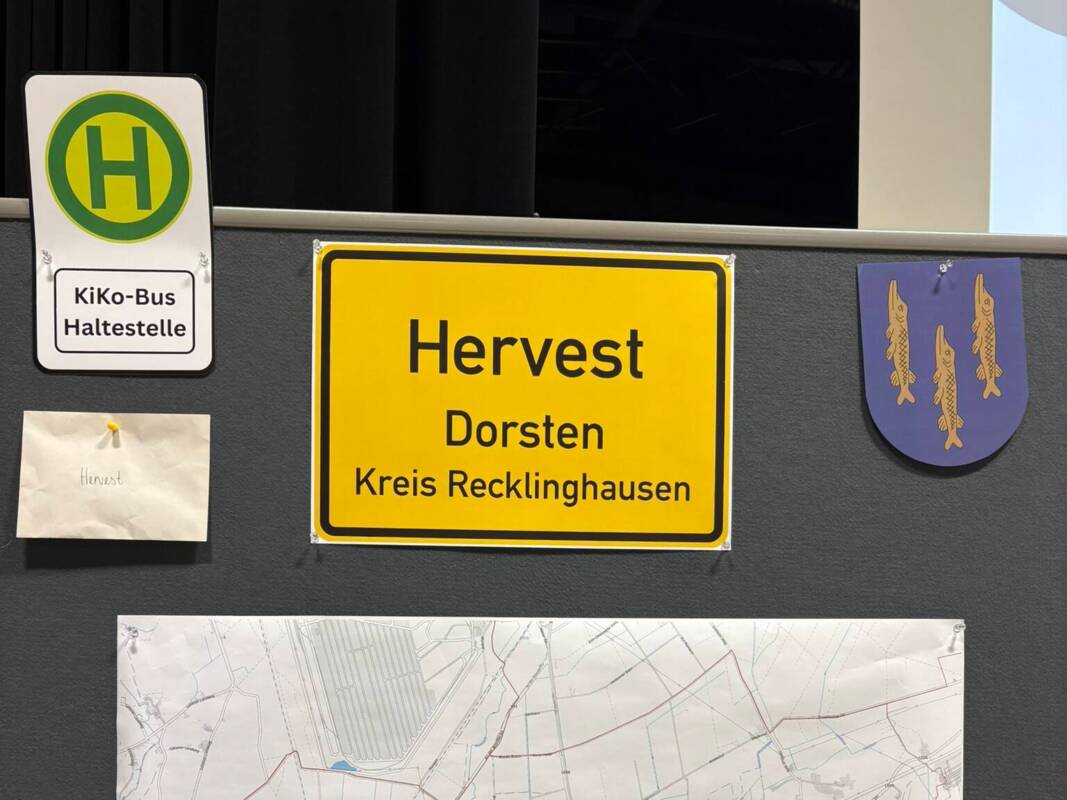 H
KiKo-Bus
Haltestelle
Hervest
Dorsten
Kreis Recklinghausen
Hervest